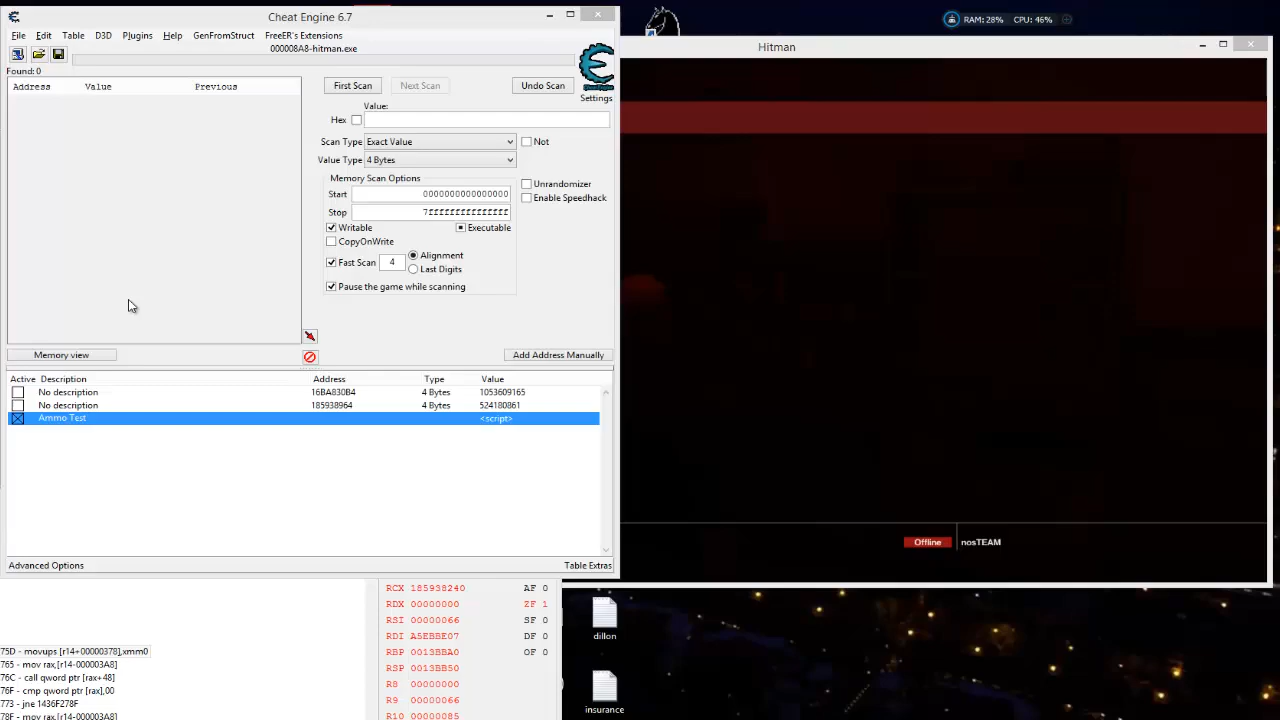 Cheat Engine 6.7
File Edit Table D3D Plugins Help GenFromStruct FreeER's Extensions
000008A8-hitman.exe
Found: 0
Address Value Previous
First Scan Next Scan Undo Scan
Settings
Value:
Hex
Scan Type Exact Value Not
Value Type 4 Bytes
Memory Scan Options
Start 0000000000000000
Stop 7fffffffffffffff
Unrandomizer
Enable Speedhack
Writable Executable
CopyOnWrite
Fast Scan 4 Alignment
Last Digits
Pause the game while scanning
Memory view Add Address Manually
Active Description Address Type Value
No description 16BA830B4 4 Bytes 1053609165
No description 185938964 4 Bytes 524180861
Ammo Test <script>
Advanced Options Table Extras
RAM: 28% CPU: 46%
Hitman
Offline nosTEAM
RCX 185938240 AF 0
RDX 00000000 ZF 1
RSI 00000066 SF 0
RDI A5EBBE07 DF 0
RBP 0013BBA0 OF 0
RSP 0013BB50
R8 00000000
R9 00000066
R10 00000085
75D - movups [r14+00000378],xmm0
765 - mov rax,[r14-000003A8]
76C - call qword ptr [rax+48]
76F - cmp qword ptr [rax],00
773 - jne 1436F278F
78F - mov rax,[r14-000003A8]
dillon
insurance